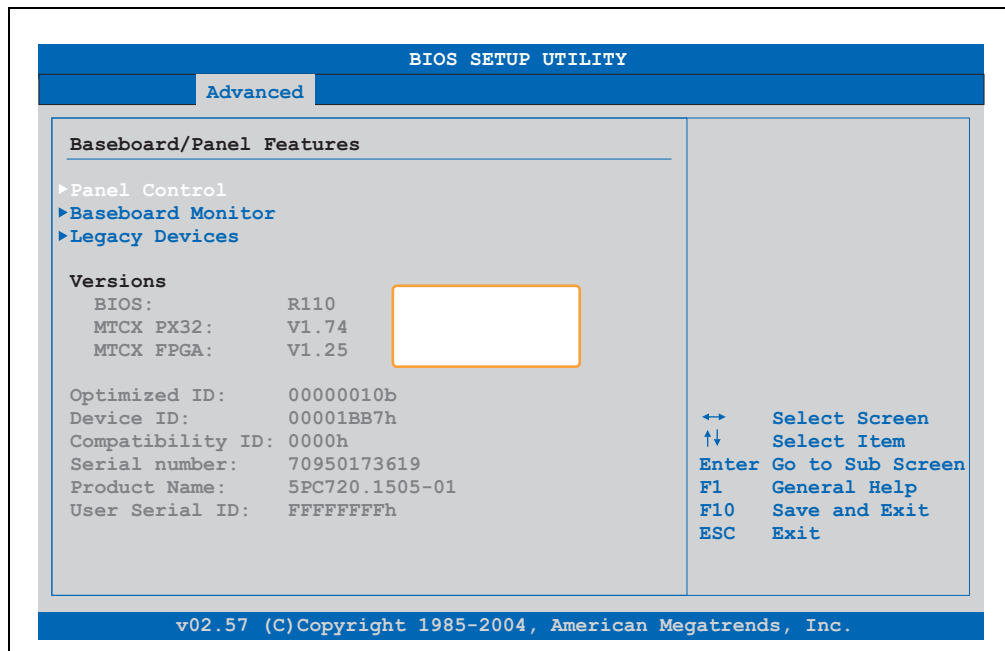 BIOS SETUP UTILITY
Advanced
Baseboard/Panel Features
▶Panel Control
▶Baseboard Monitor
▶Legacy Devices
Versions
BIOS: R110
MTCX PX32: V1.74
MTCX FPGA: V1.25
Optimized ID: 00000010b
Device ID: 00001BB7h
Compatibility ID: 0000h
Serial number: 70950173619
Product Name: 5PC720.1505-01
User Serial ID: FFFFFFFFh
↔ Select Screen
↑↓ Select Item
Enter Go to Sub Screen
F1 General Help
F10 Save and Exit
ESC Exit
v02.57 (C)Copyright 1985-2004, American Megatrends, Inc.